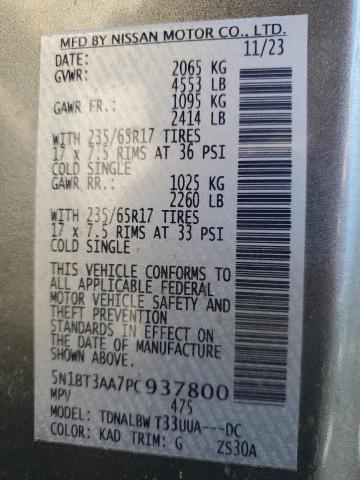 MFD BY NISSAN MOTOR CO., LTD.
DATE: 11/23
GVWR: 2065 KG
4553 LB
GAWR FR.: 1095 KG
2414 LB
WITH 235/65R17 TIRES
17 x 7.5 RIMS AT 36 PSI
COLD SINGLE
GAWR RR.: 1025 KG
2260 LB
WITH 235/65R17 TIRES
17 x 7.5 RIMS AT 33 PSI
COLD SINGLE
THIS VEHICLE CONFORMS TO
ALL APPLICABLE FEDERAL
MOTOR VEHICLE SAFETY AND
THEFT PREVENTION
STANDARDS IN EFFECT ON
THE DATE OF MANUFACTURE
SHOWN ABOVE.
5N1BT3AA7PC937800
MPV 475
MODEL: TDNALBW T33UUA---DC
COLOR: KAD TRIM: G ZS30A